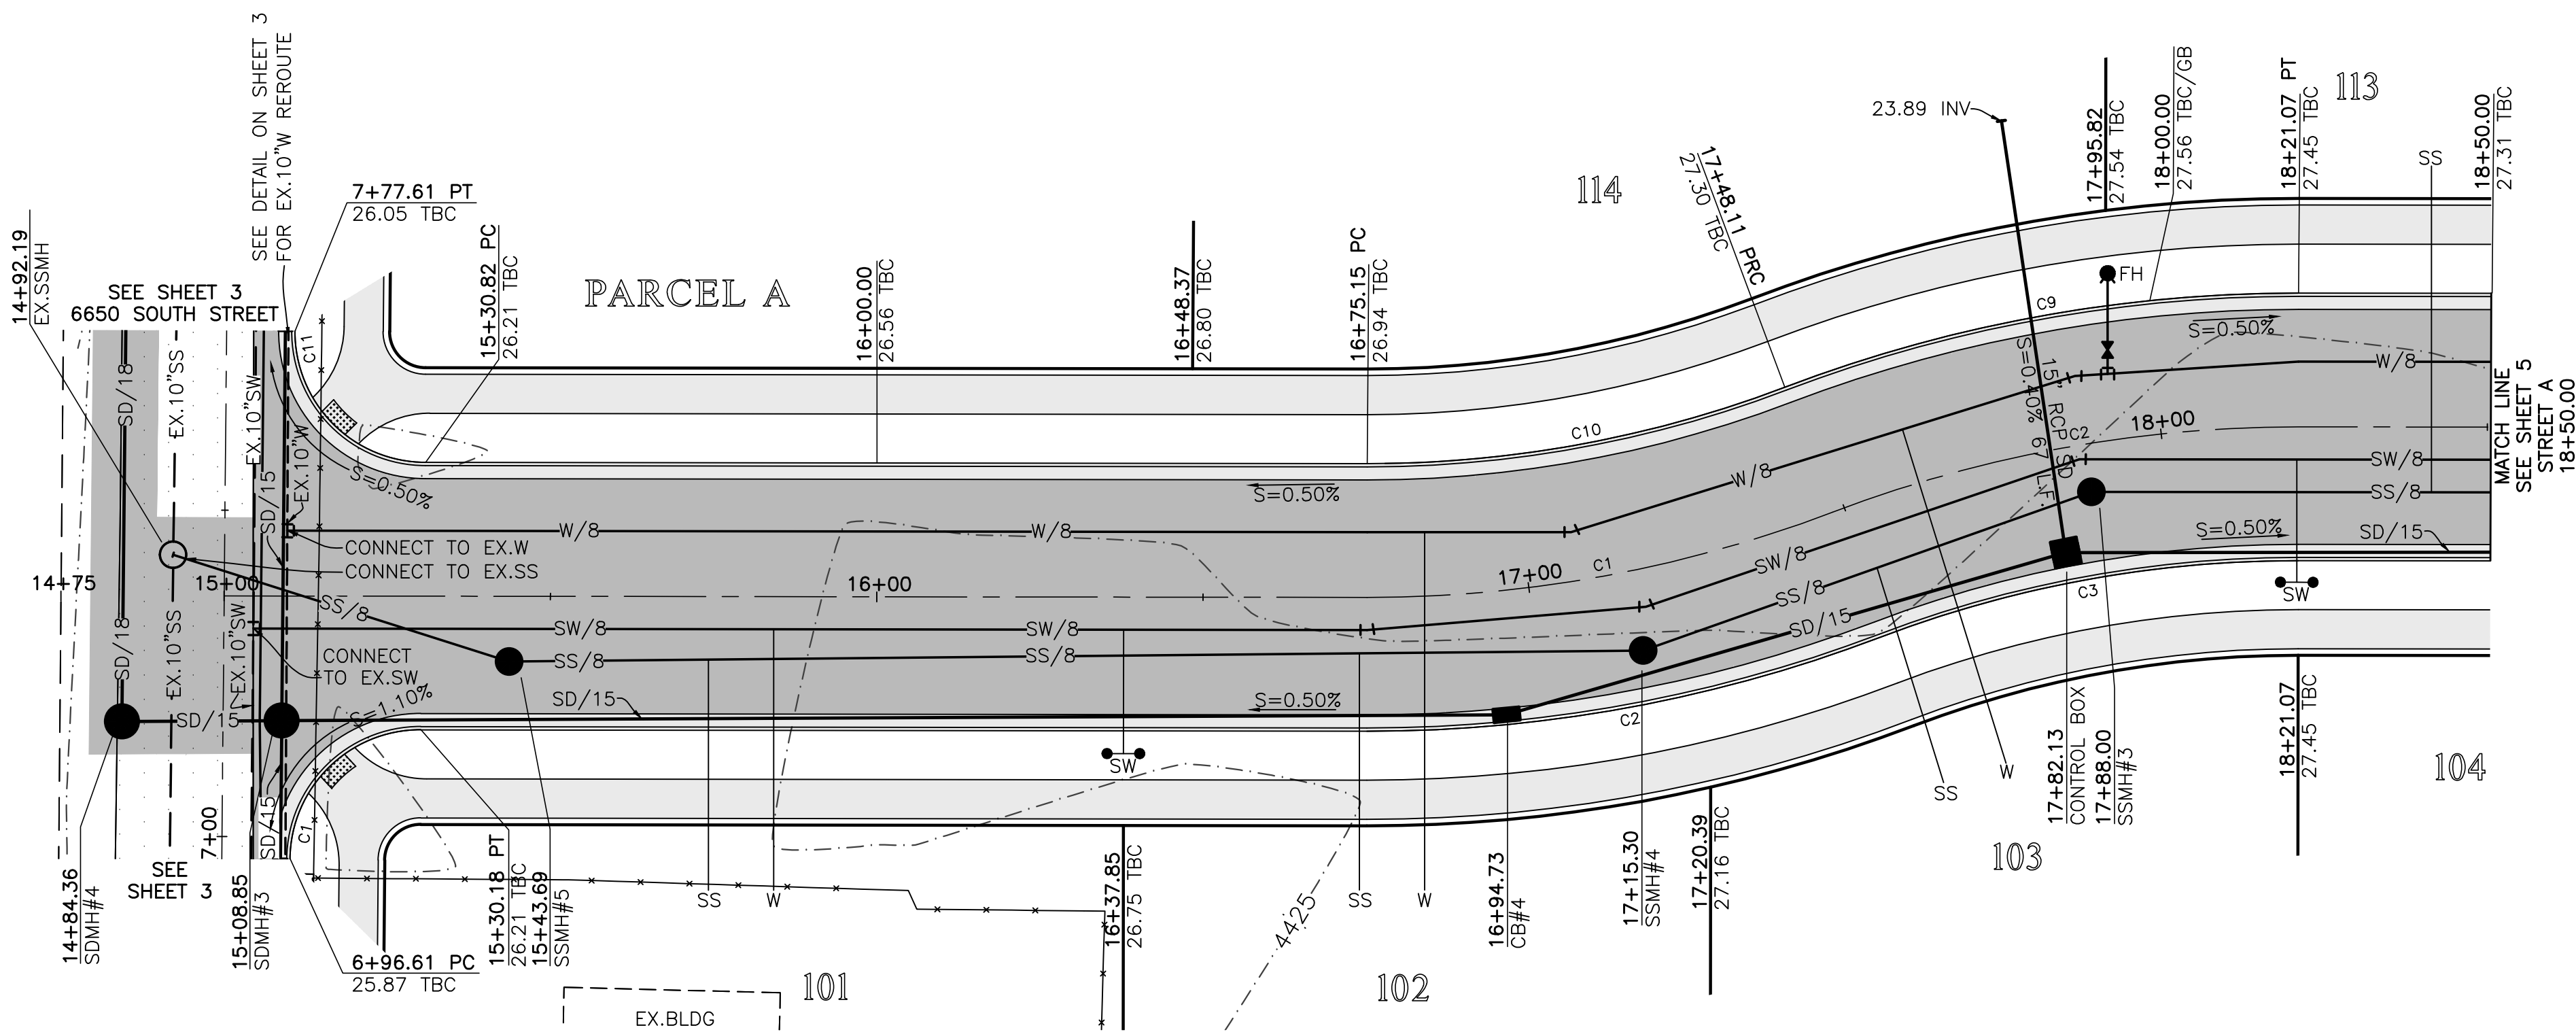 SEE DETAIL ON SHEET 3
FOR EX.10"W REROUTE
14+92.19
EX.SSMH
SEE SHEET 3
6650 SOUTH STREET
7+77.61 PT
26.05 TBC
15+30.82 PC
26.21 TBC
PARCEL A
16+00.00
26.56 TBC
16+48.37
26.80 TBC
16+75.15 PC
26.94 TBC
114
17+48.11 PRC
27.30 TBC
23.89 INV
17+95.82
27.54 TBC
18+00.00
27.56 TBC/GB
18+21.07 PT
27.45 TBC
113
SS
18+50.00
27.31 TBC
FH
C9
C10
C11
S=0.50%
S=0.50%
S=0.50%
15" RCP SD
S=0.40% 67 L.F.
W/8
W/8
W/8
W/8
MATCH LINE
SEE SHEET 5
STREET A
18+50.00
SD/18
EX.10"SS
EX.10"SW
EX.10"W
SD/15
CONNECT TO EX.W
CONNECT TO EX.SS
14+75
15+00
16+00
17+00
18+00
C1
C2
SW/8
SW/8
SW/8
SW/8
SS/8
SS/8
SS/8
SS/8
SS/8
S=0.50%
SD/15
SD/15
SD/18
EX.10"SS
EX.10"SW
CONNECT
TO EX.SW
S=1.10%
SD/15
SD/15
S=0.50%
C2
C3
SW
SW
SD/15
C1
7+00
SEE
SHEET 3
14+84.36
SDMH#4
15+08.85
SDMH#3
6+96.61 PC
25.87 TBC
15+30.18 PT
26.21 TBC
15+43.69
SSMH#5
SS
W
EX.BLDG
101
16+37.85
26.75 TBC
4425
SS
W
102
16+94.73
CB#4
17+15.30
SSMH#4
17+20.39
27.16 TBC
SS
W
103
17+82.13
CONTROL BOX
17+88.00
SSMH#3
18+21.07
27.45 TBC
104